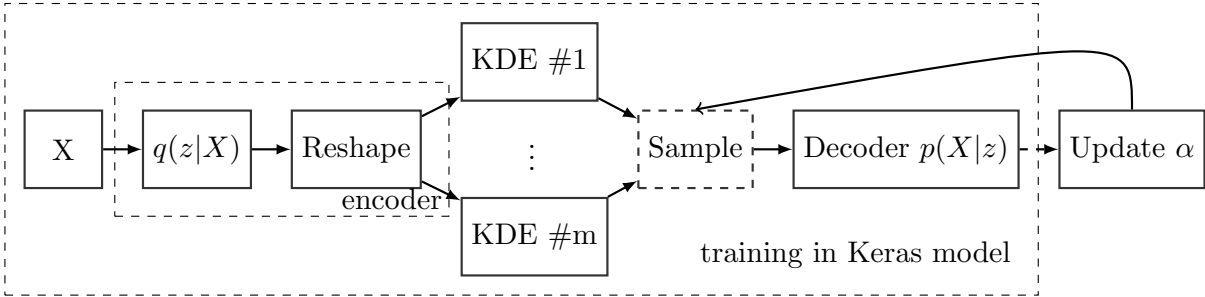 KDE #1
X
q(z|X)
Reshape
⋮
Sample
Decoder p(X|z)
Update α
encoder
KDE #m
training in Keras model